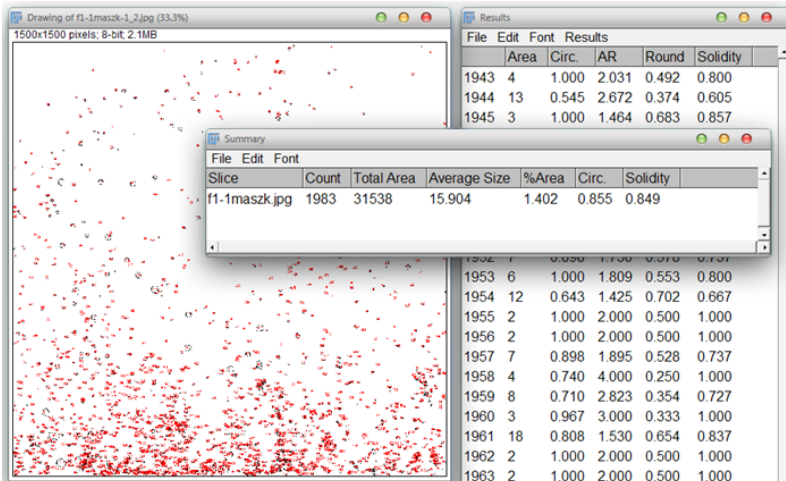 Drawing of f1-1maszk-1_2.jpg (33.3%)
1500x1500 pixels; 8-bit; 2.1MB
Results
File Edit Font Results
Area Circ. AR Round Solidity
1943 4 1.000 2.031 0.492 0.800
1944 13 0.545 2.672 0.374 0.605
1945 3 1.000 1.464 0.683 0.857
Summary
File Edit Font
Slice Count Total Area Average Size %Area Circ. Solidity
f1-1maszk.jpg 1983 31538 15.904 1.402 0.855 0.849
1953 6 1.000 1.809 0.553 0.800
1954 12 0.643 1.425 0.702 0.667
1955 2 1.000 2.000 0.500 1.000
1956 2 1.000 2.000 0.500 1.000
1957 7 0.898 1.895 0.528 0.737
1958 4 0.740 4.000 0.250 1.000
1959 8 0.710 2.823 0.354 0.727
1960 3 0.967 3.000 0.333 1.000
1961 18 0.808 1.530 0.654 0.837
1962 2 1.000 2.000 0.500 1.000
1963 2 1.000 2.000 0.500 1.000